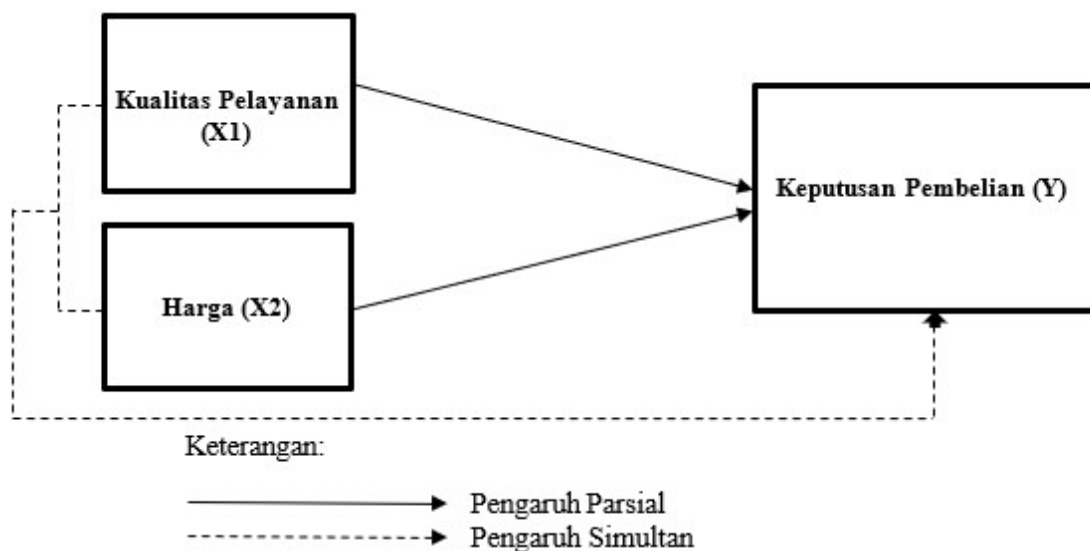 Kualitas Pelayanan
(X1)
Keputusan Pembelian (Y)
Harga (X2)
Keterangan:
Pengaruh Parsial
Pengaruh Simultan